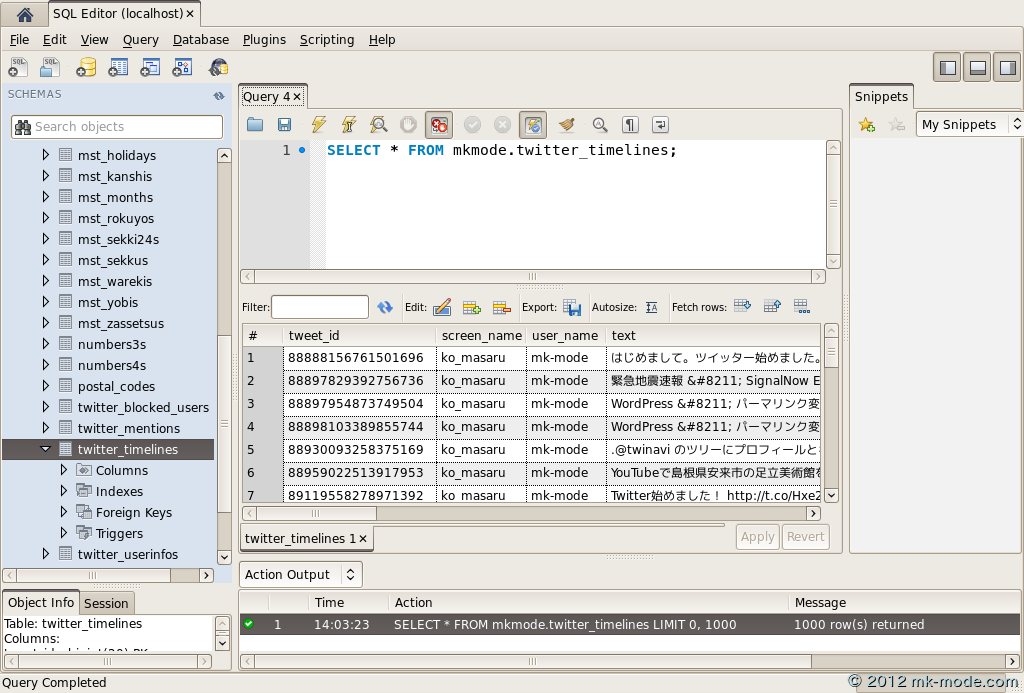 SQL Editor (localhost) ×
File Edit View Query Database Plugins Scripting Help
SCHEMAS
Search objects
mst_holidays
mst_kanshis
mst_months
mst_rokuyos
mst_sekki24s
mst_sekkus
mst_warekis
mst_yobis
mst_zassetsus
numbers3s
numbers4s
postal_codes
twitter_blocked_users
twitter_mentions
twitter_timelines
Columns
Indexes
Foreign Keys
Triggers
twitter_userinfos
Object Info Session
Table: twitter_timelines
Columns:
Query 4 ×
1 SELECT * FROM mkmode.twitter_timelines;
Filter: Edit: Export: Autosize: Fetch rows:
# tweet_id screen_name user_name text
1 88888156761501696 ko_masaru mk-mode はじめまして。ツイッター始めました。
2 88897829392756736 ko_masaru mk-mode 緊急地震速報 &#8211; SignalNow E
3 88897954873749504 ko_masaru mk-mode WordPress &#8211; パーマリンク変
4 88898103389855744 ko_masaru mk-mode WordPress &#8211; パーマリンク変
5 88930093258375169 ko_masaru mk-mode .@twinavi のツリーにプロフィールと
6 88959022513917953 ko_masaru mk-mode YouTubeで島根県安来市の足立美術館を
7 89119558278971392 ko_masaru mk-mode Twitter始めました！ http://t.co/Hxe2
twitter_timelines 1 ×
Apply Revert
Snippets
My Snippets
Action Output
Time Action Message
1 14:03:23 SELECT * FROM mkmode.twitter_timelines LIMIT 0, 1000 1000 row(s) returned
Query Completed
© 2012 mk-mode.com